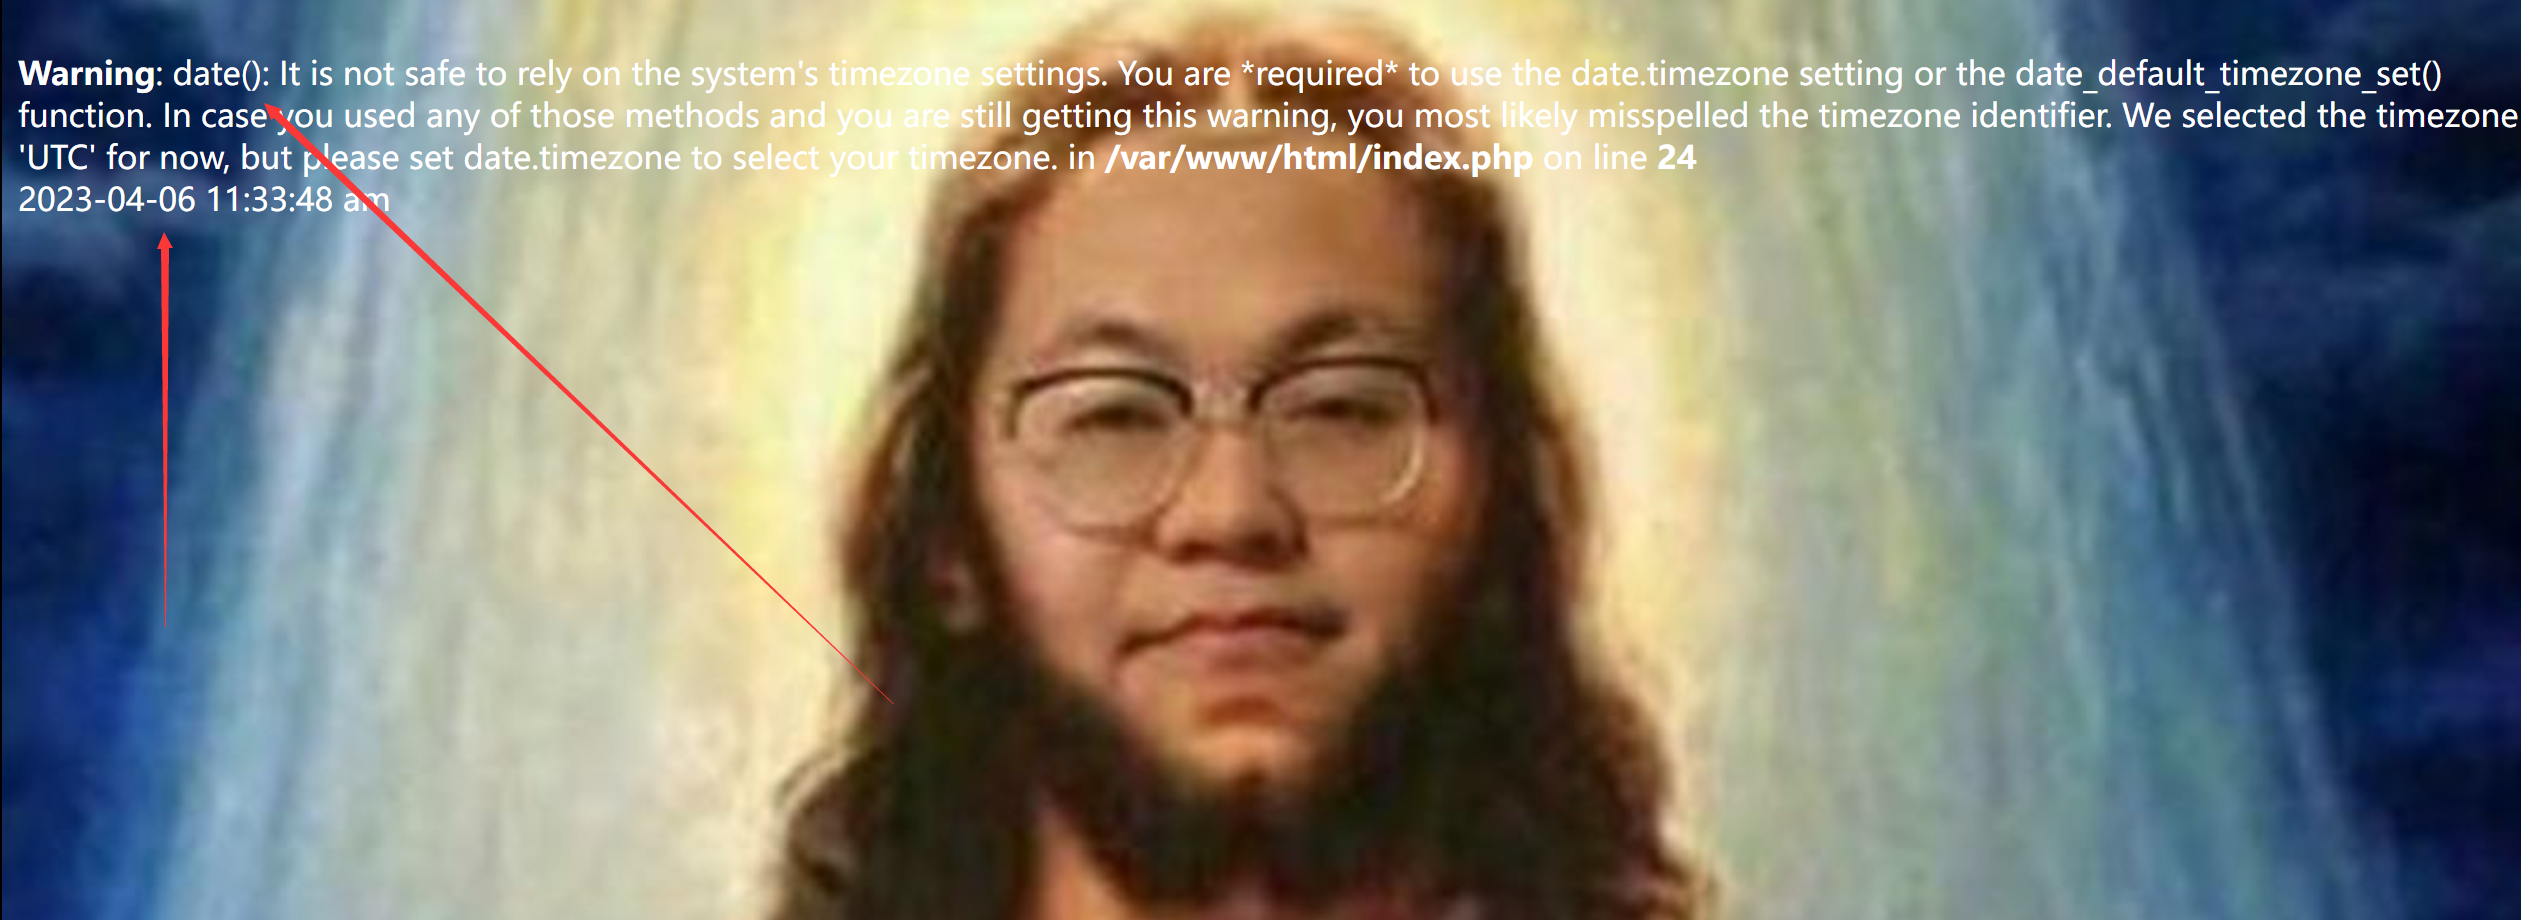 Warning: date(): It is not safe to rely on the system's timezone settings. You are *required* to use the date.timezone setting or the date_default_timezone_set()
function. In case you used any of those methods and you are still getting this warning, you most likely misspelled the timezone identifier. We selected the timezone
'UTC' for now, but please set date.timezone to select your timezone. in /var/www/html/index.php on line 24
2023-04-06 11:33:48 am